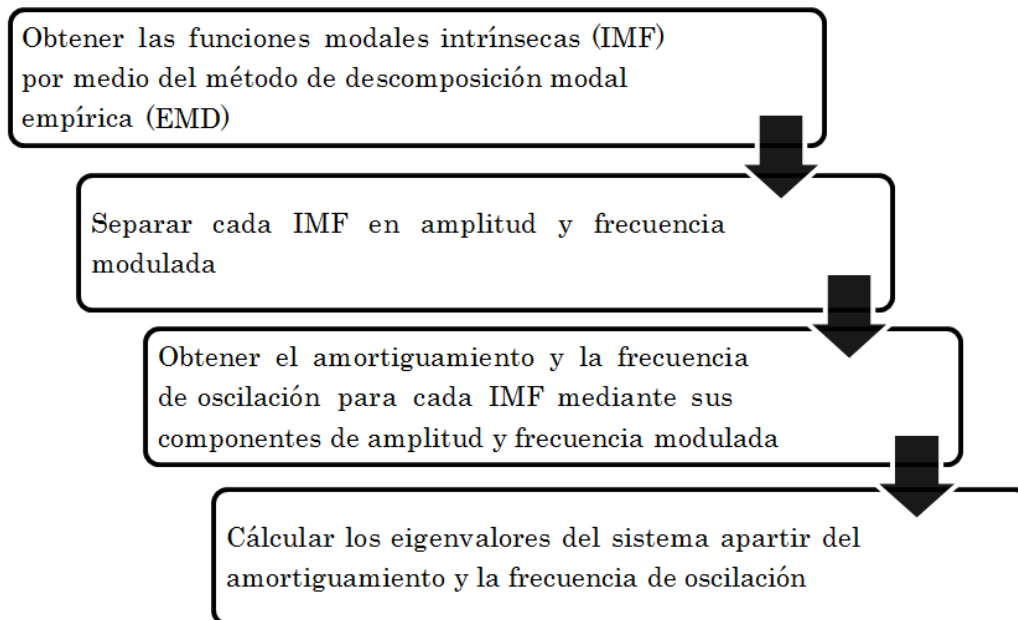 Obtener las funciones modales intrínsecas (IMF)
por medio del método de descomposición modal
empírica (EMD)
Separar cada IMF en amplitud y frecuencia
modulada
Obtener el amortiguamiento y la frecuencia
de oscilación para cada IMF mediante sus
componentes de amplitud y frecuencia modulada
Cálcular los eigenvalores del sistema apartir del
amortiguamiento y la frecuencia de oscilación